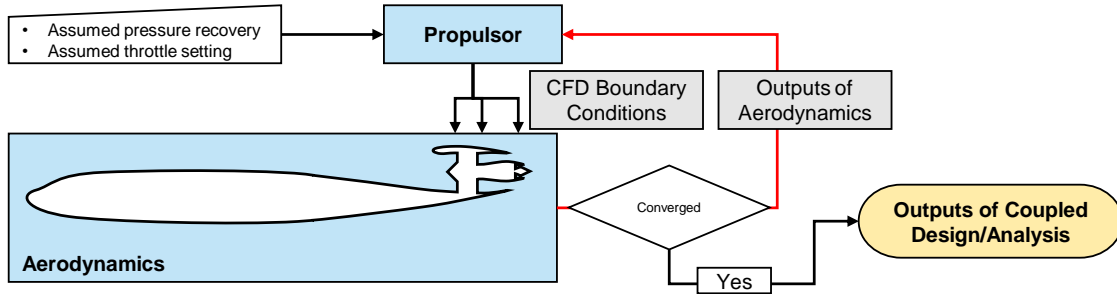 • Assumed pressure recovery
• Assumed throttle setting
Propulsor
CFD Boundary
Conditions
Outputs of
Aerodynamics
Converged
Aerodynamics
Yes
Outputs of Coupled
Design/Analysis